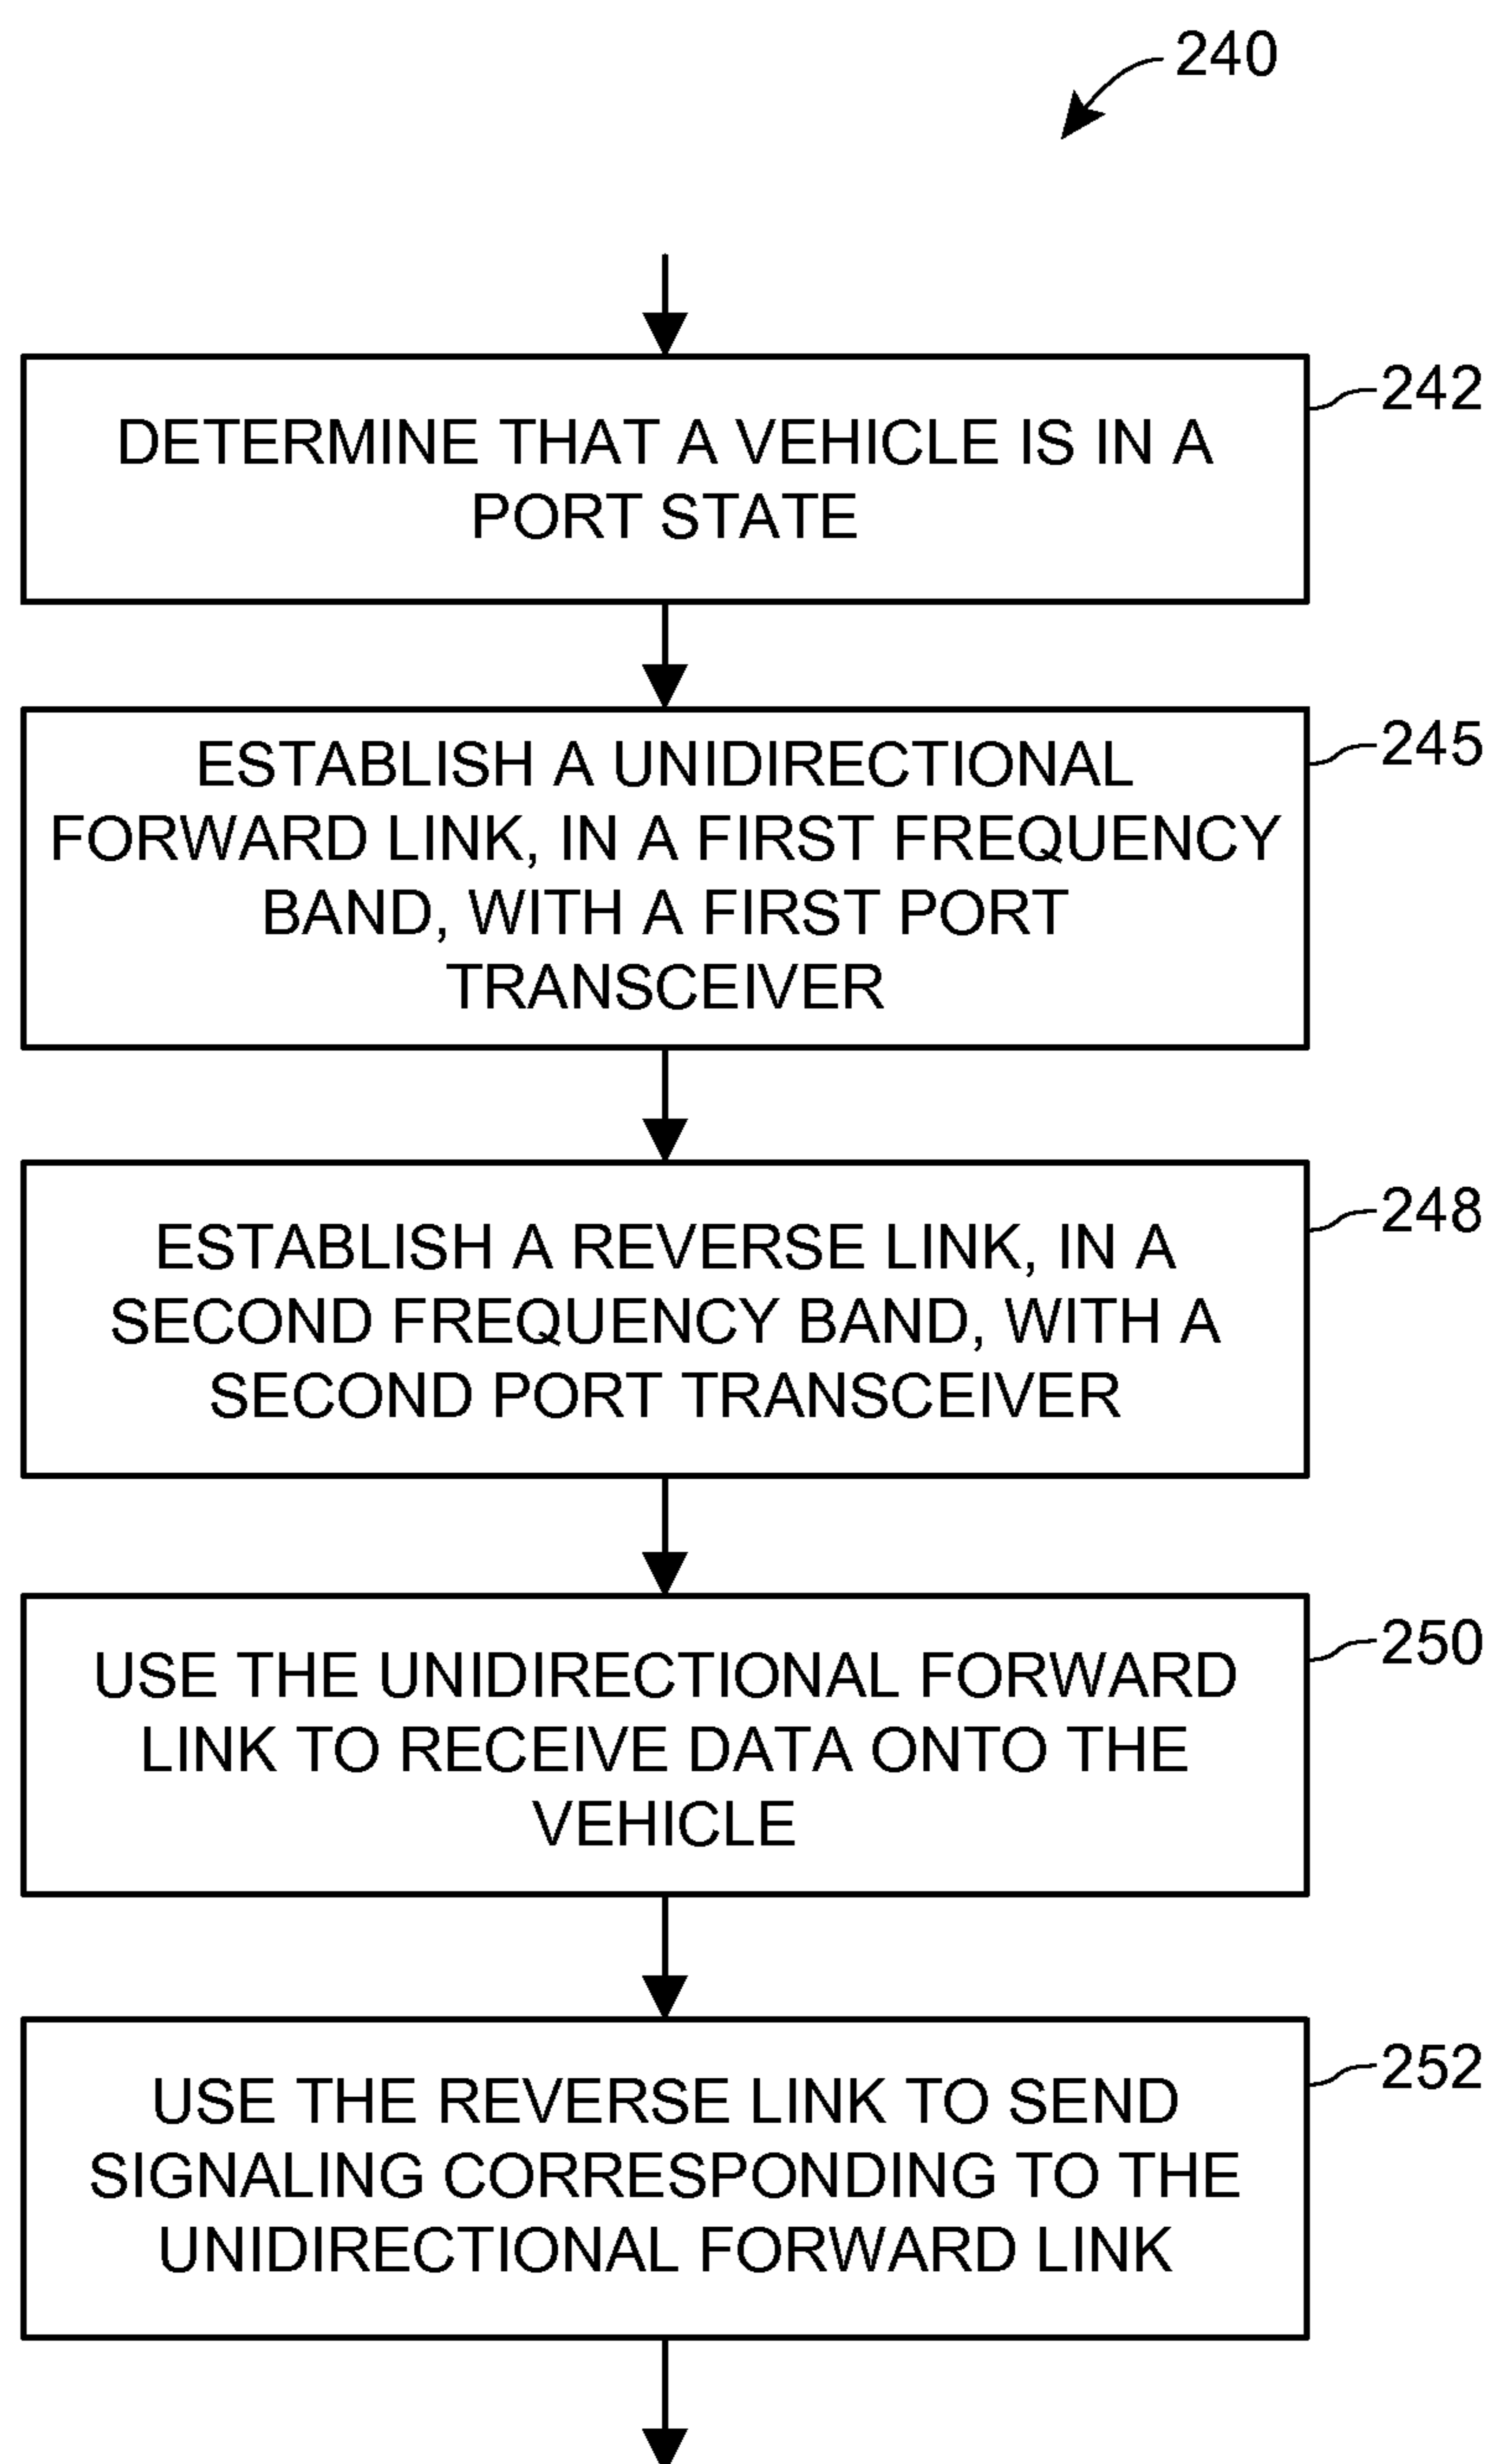 240
242
DETERMINE THAT A VEHICLE IS IN A
PORT STATE
245
ESTABLISH A UNIDIRECTIONAL
FORWARD LINK, IN A FIRST FREQUENCY
BAND, WITH A FIRST PORT
TRANSCEIVER
248
ESTABLISH A REVERSE LINK, IN A
SECOND FREQUENCY BAND, WITH A
SECOND PORT TRANSCEIVER
250
USE THE UNIDIRECTIONAL FORWARD
LINK TO RECEIVE DATA ONTO THE
VEHICLE
252
USE THE REVERSE LINK TO SEND
SIGNALING CORRESPONDING TO THE
UNIDIRECTIONAL FORWARD LINK